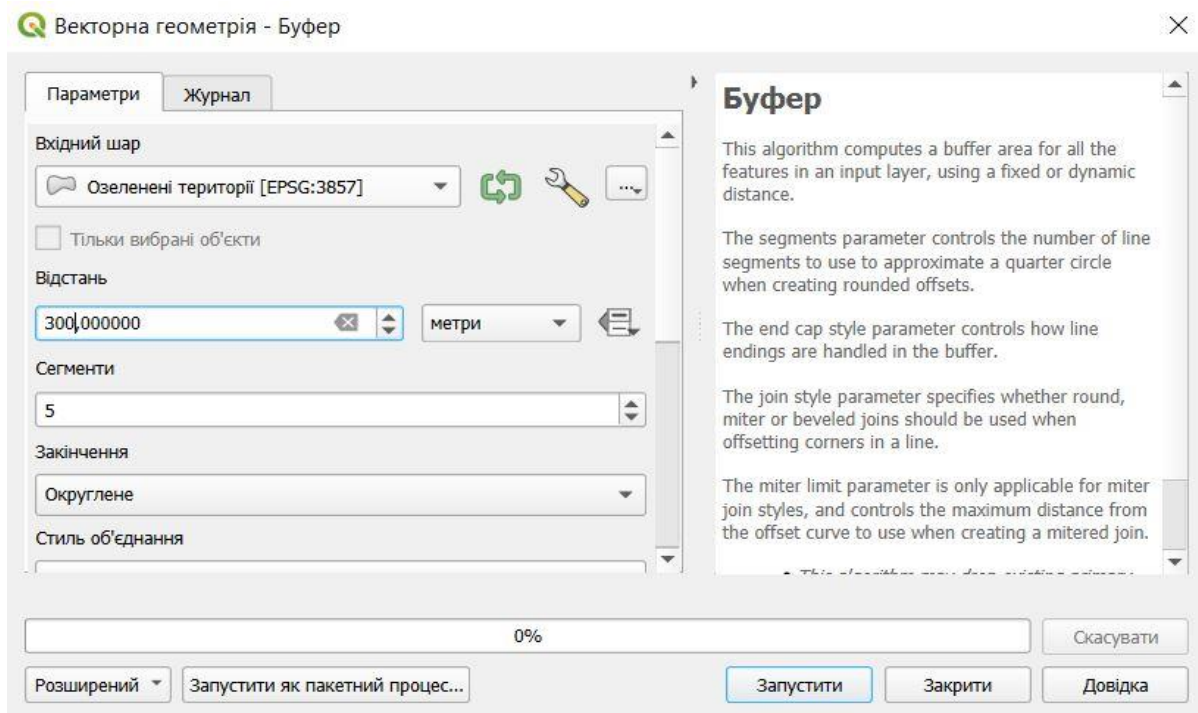 Векторна геометрія - Буфер
Параметри
Журнал
Вхідний шар
Озеленені території [EPSG:3857]
...
Тільки вибрані об'єкти
Відстань
300,000000
метри
Сегменти
5
Закінчення
Округлене
Стиль об'єднання
Буфер
This algorithm computes a buffer area for all the
features in an input layer, using a fixed or dynamic
distance.
The segments parameter controls the number of line
segments to use to approximate a quarter circle
when creating rounded offsets.
The end cap style parameter controls how line
endings are handled in the buffer.
The join style parameter specifies whether round,
miter or beveled joins should be used when
offsetting corners in a line.
The miter limit parameter is only applicable for miter
join styles, and controls the maximum distance from
the offset curve to use when creating a mitered join.
• This algorithm may drop existing primary
0%
Скасувати
Розширений
Запустити як пакетний процес...
Запустити
Закрити
Довідка